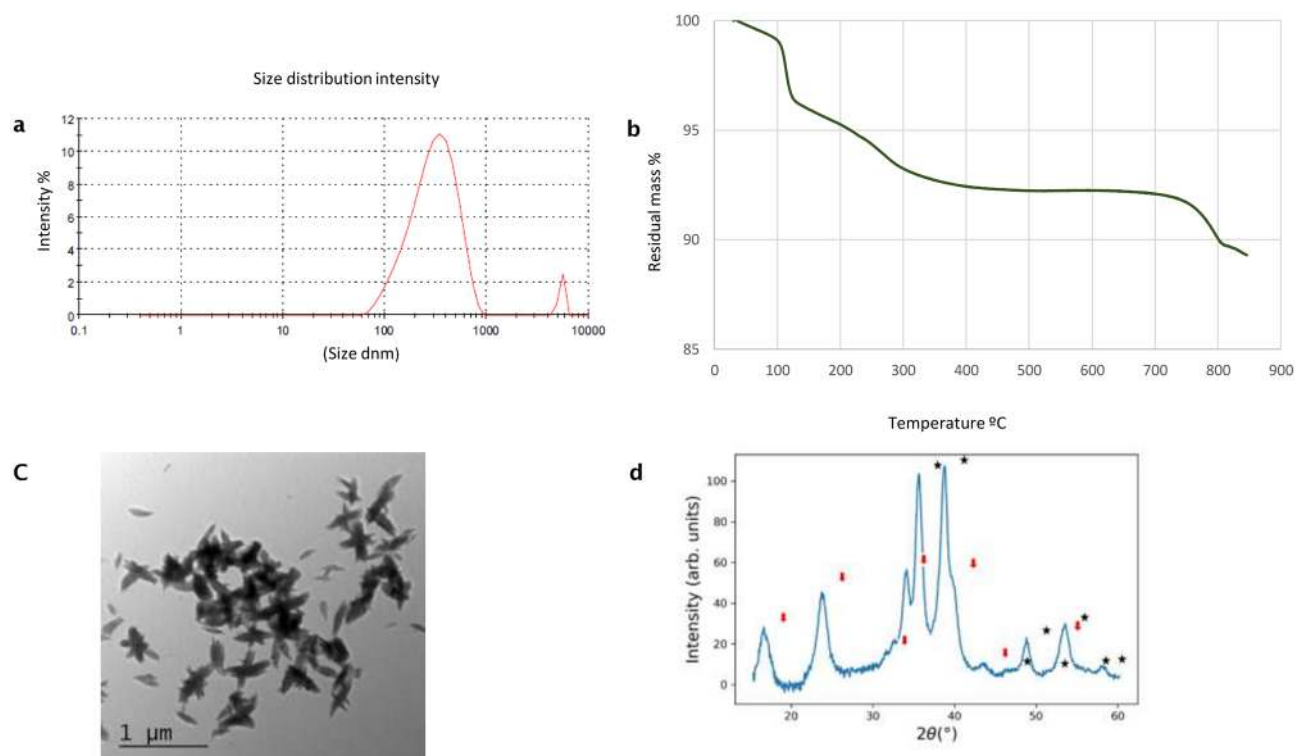 Size distribution intensity
a
12
10
8
6
4
2
0
Intensity %
0.1 1 10 100 1000 10000
(Size dnm)
b
100
95
90
85
Residual mass %
0 100 200 300 400 500 600 700 800 900
Temperature ºC
C
1 µm
d
100
80
60
40
20
0
Intensity (arb. units)
20 30 40 50 60
2θ(°)